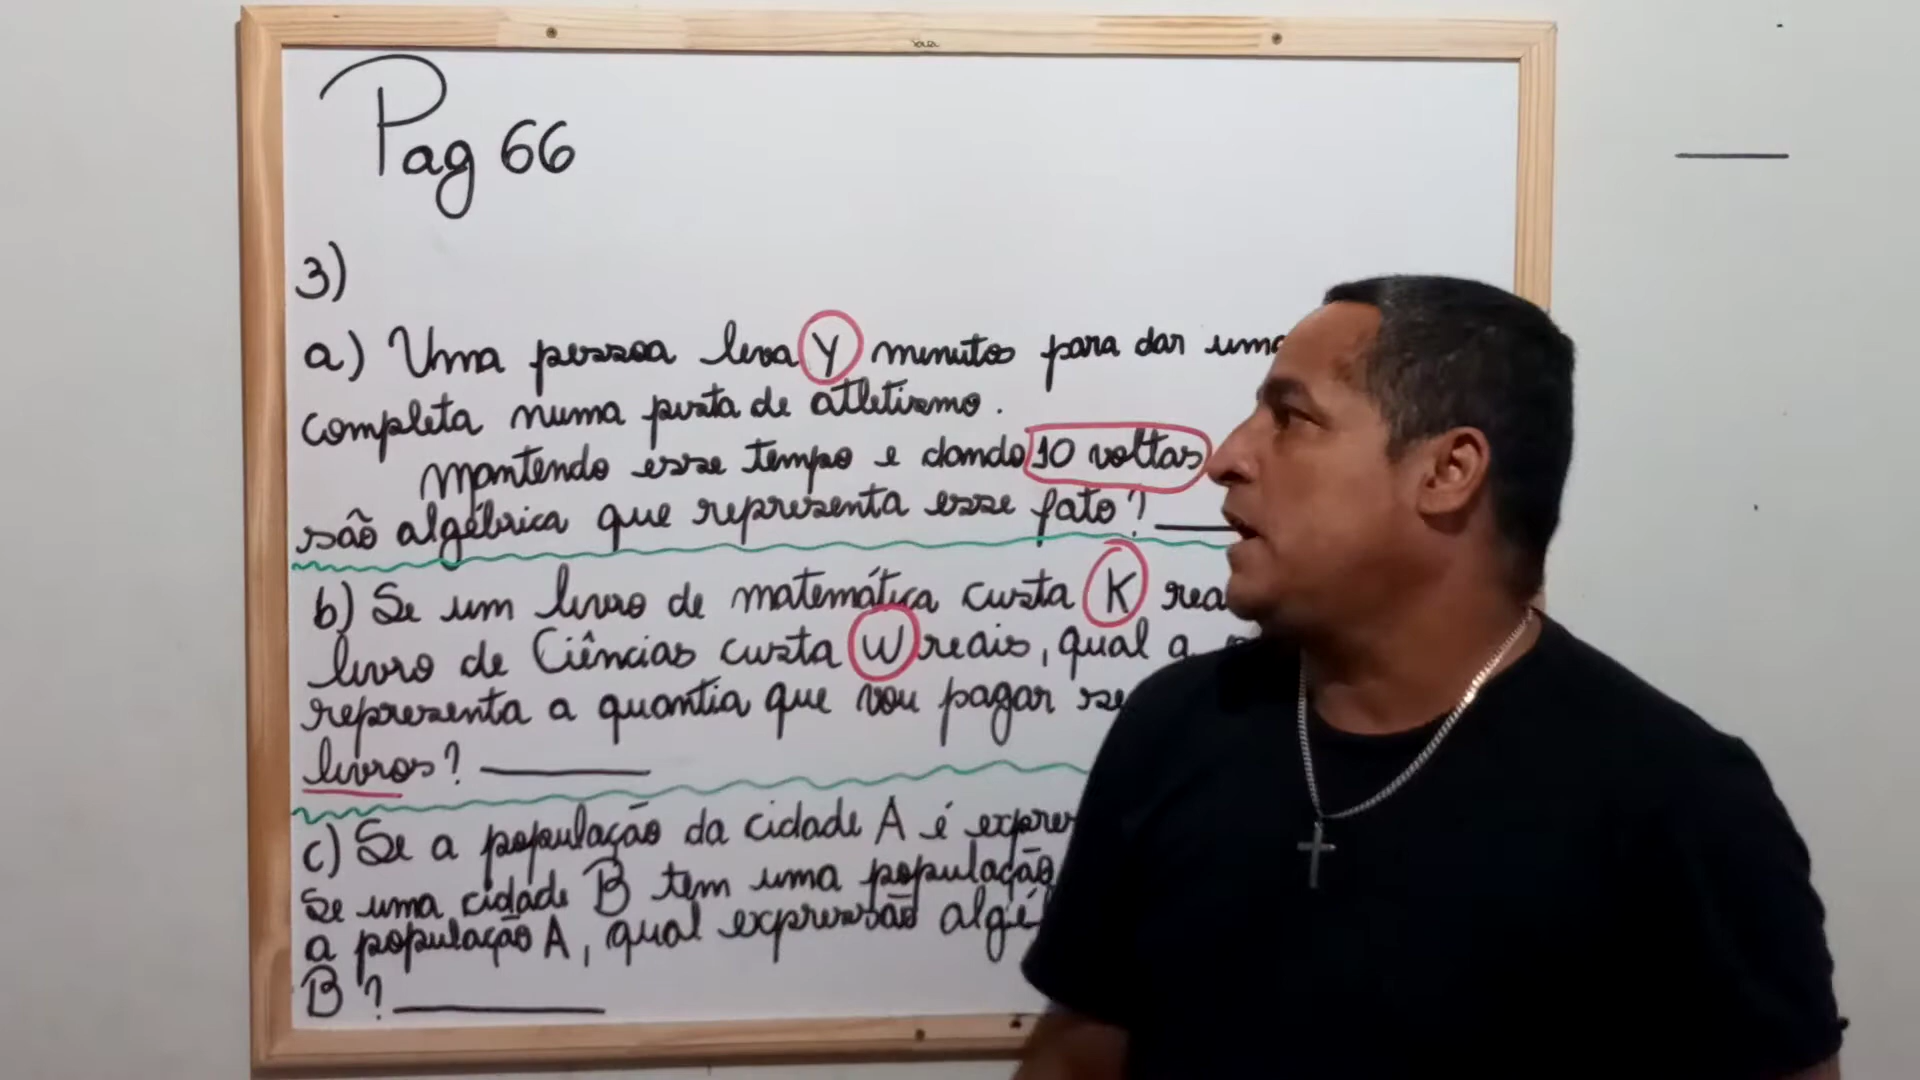 Pag 66
3)
a) Uma pessoa leva Y minutos para dar uma
completa numa pista de atletismo.
Mantendo esse tempo e dando 10 voltas
são algébrica que representa esse fato?
b) Se um livro de matemática custa K reai
livro de Ciências custa W reais, qual a
representa a quantia que vou pagar se
livros?
c) Se a população da cidade A é expres
Se uma cidade B tem uma população
a população A, qual expressão algé
B?